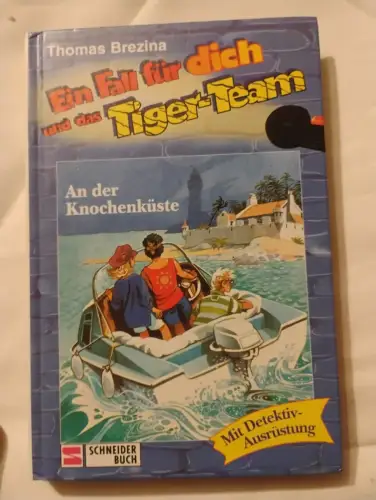 Thomas Brezina
Ein Fall für dich
und das Tiger-Team
An der
Knochenküste
Mit Detektiv-
Ausrüstung
S
SCHNEIDER
BUCH